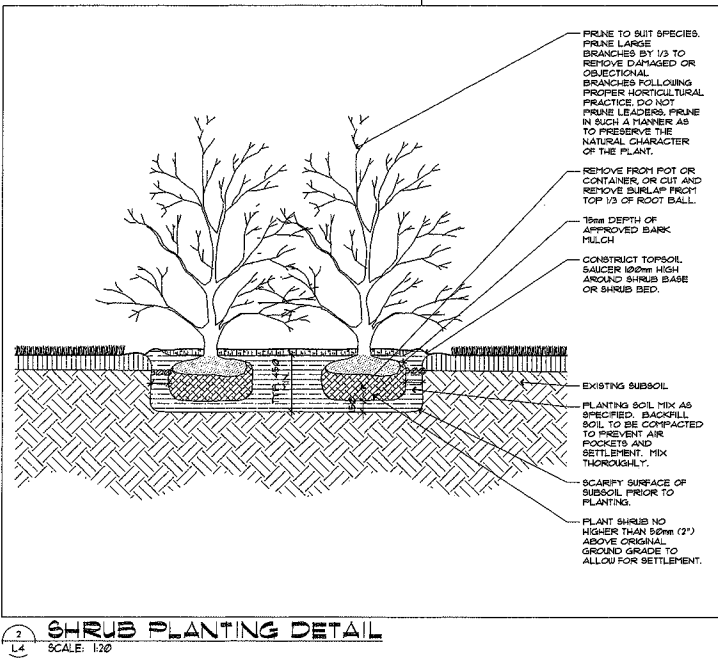 PRUNE TO SUIT SPECIES.
PRUNE LARGE
BRANCHES BY 1/3 TO
REMOVE DAMAGED OR
OBJECTIONAL
BRANCHES FOLLOWING
PROPER HORTICULTURAL
PRACTICE. DO NOT
PRUNE LEADERS. PRUNE
IN SUCH A MANNER AS
TO PRESERVE THE
NATURAL CHARACTER
OF THE PLANT.
REMOVE FROM POT OR
CONTAINER, OR CUT AND
REMOVE BURLAP FROM
TOP 1/3 OF ROOT BALL.
75mm DEPTH OF
APPROVED BARK
MULCH
CONSTRUCT TOPSOIL
SAUCER 100mm HIGH
AROUND SHRUB BASE
OR SHRUB BED.
EXISTING SUBSOIL
PLANTING SOIL MIX AS
SPECIFIED. BACKFILL
SOIL TO BE COMPACTED
TO PREVENT AIR
POCKETS AND
SETTLEMENT. MIX
THOROUGHLY.
SCARIFY SURFACE OF
SUBSOIL PRIOR TO
PLANTING.
PLANT SHRUB NO
HIGHER THAN 50mm (2")
ABOVE ORIGINAL
GROUND GRADE TO
ALLOW FOR SETTLEMENT.
300
450
150
2
L4
SHRUB PLANTING DETAIL
SCALE: 1:20